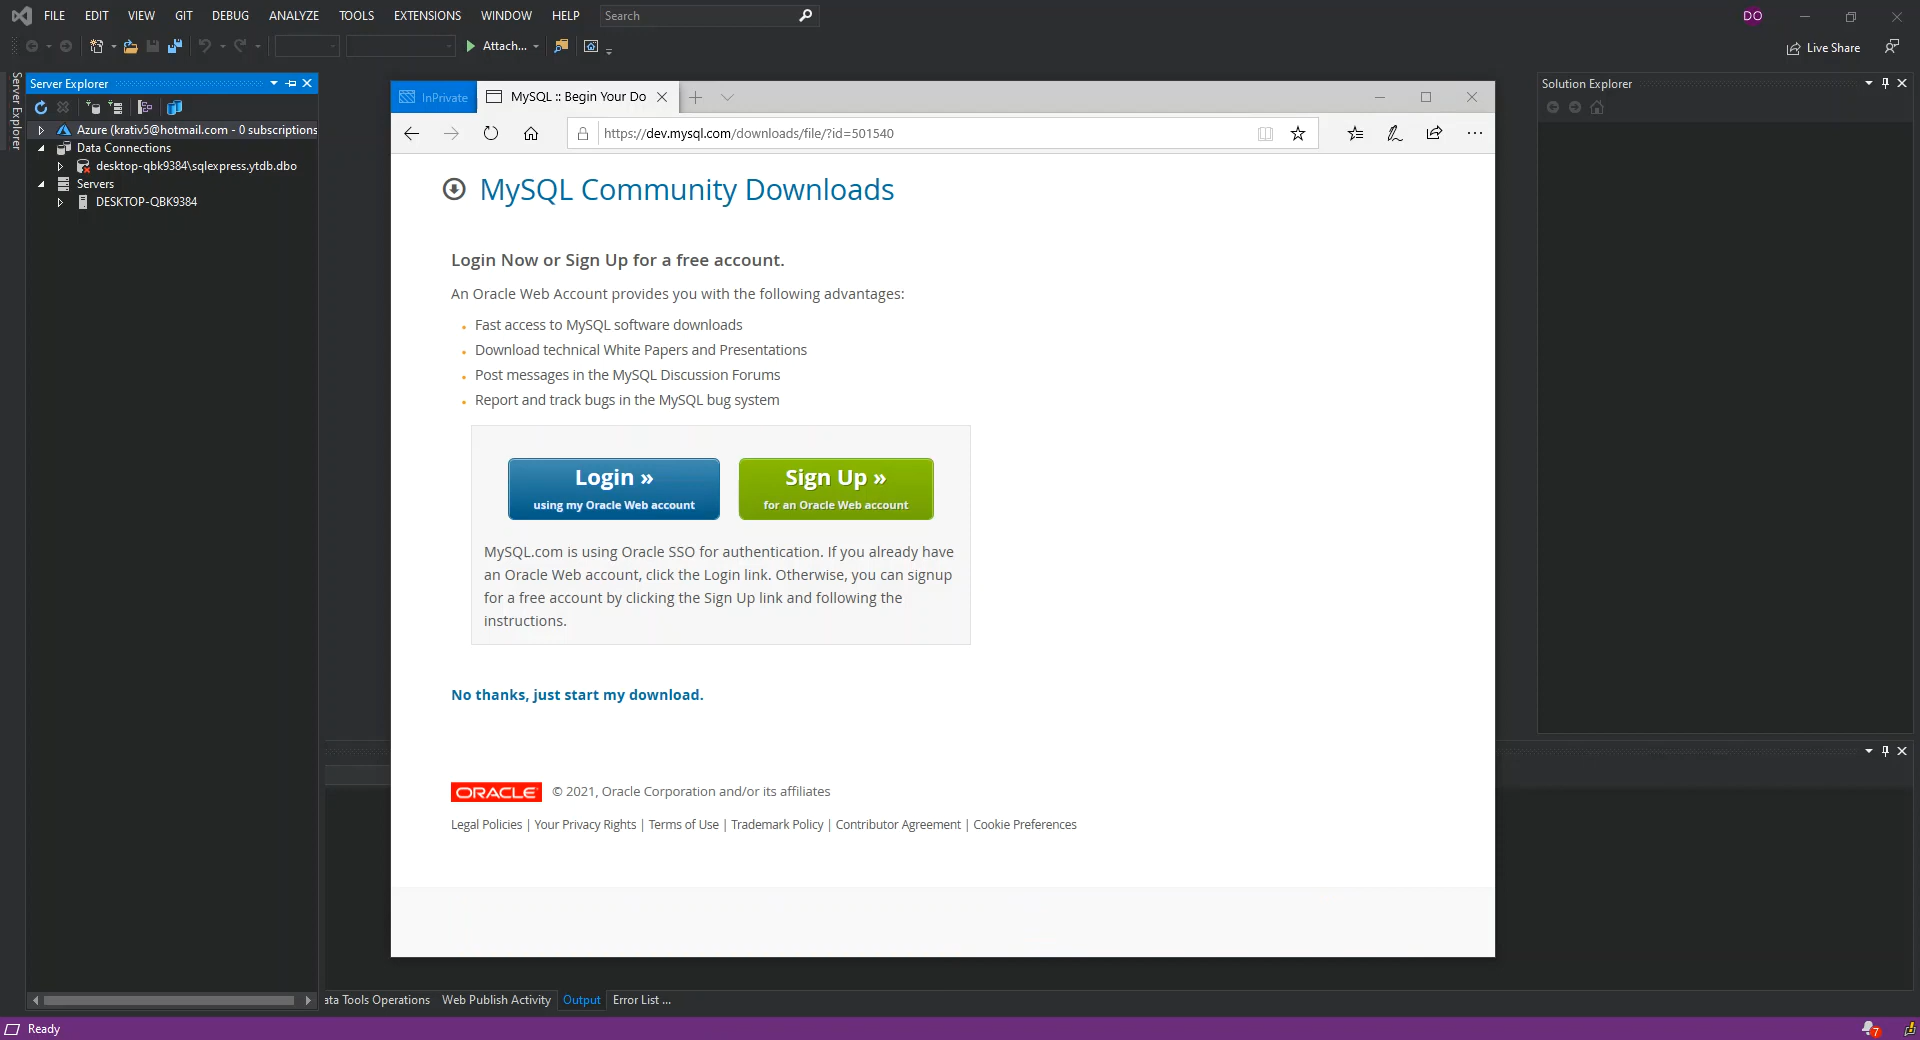 FILE EDIT VIEW GIT DEBUG ANALYZE TOOLS EXTENSIONS WINDOW HELP Search DO
Attach... Live Share
Server Explorer
Server Explorer
Azure (krativ5@hotmail.com - 0 subscriptions
Data Connections
desktop-qbk9384\sqlexpress.ytdb.dbo
Servers
DESKTOP-QBK9384
InPrivate MySQL :: Begin Your Do
https://dev.mysql.com/downloads/file/?id=501540
MySQL Community Downloads
Login Now or Sign Up for a free account.
An Oracle Web Account provides you with the following advantages:
Fast access to MySQL software downloads
Download technical White Papers and Presentations
Post messages in the MySQL Discussion Forums
Report and track bugs in the MySQL bug system
Login » Sign Up »
using my Oracle Web account for an Oracle Web account
MySQL.com is using Oracle SSO for authentication. If you already have
an Oracle Web account, click the Login link. Otherwise, you can signup
for a free account by clicking the Sign Up link and following the
instructions.
No thanks, just start my download.
ORACLE © 2021, Oracle Corporation and/or its affiliates
Legal Policies | Your Privacy Rights | Terms of Use | Trademark Policy | Contributor Agreement | Cookie Preferences
Solution Explorer
ata Tools Operations Web Publish Activity Output Error List ...
Ready 7